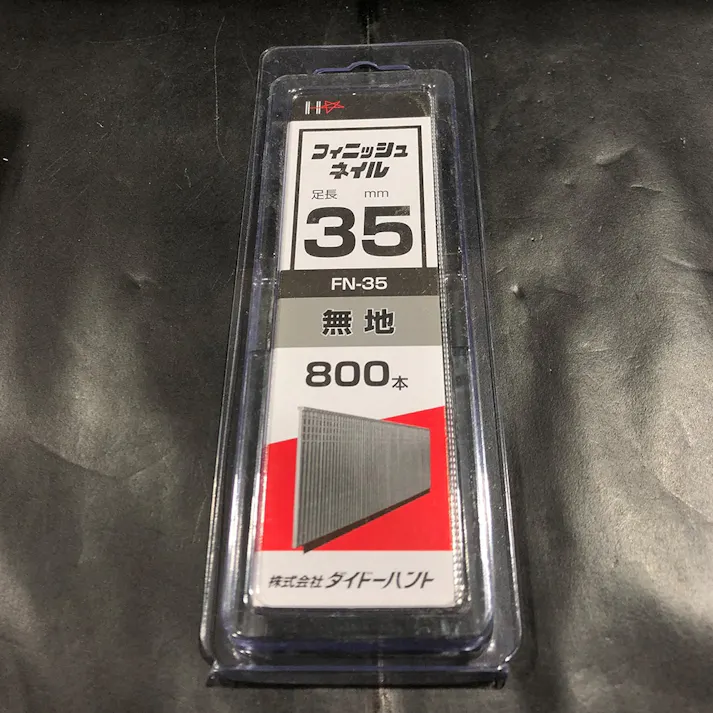 フィニッシュ
ネイル
足長 mm
35
FN-35
無地
800本
株式会社 ダイドーハント